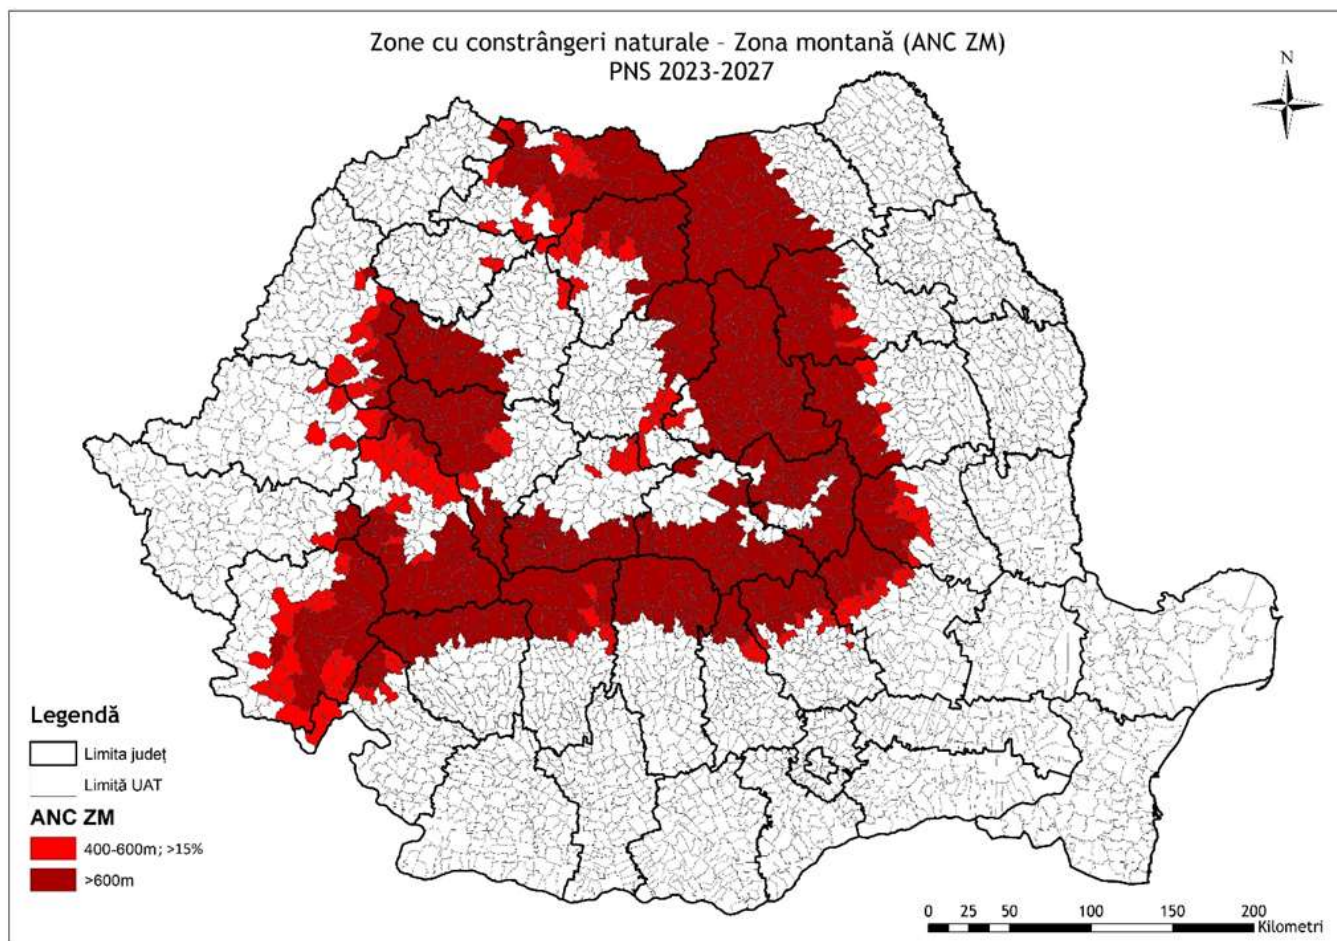 Zone cu constrângeri naturale – Zona montană (ANC ZM)
PNS 2023-2027
N
Legendă
Limita județ
Limită UAT
ANC ZM
400-600m; >15%
>600m
0 25 50 100 150 200
Kilometri